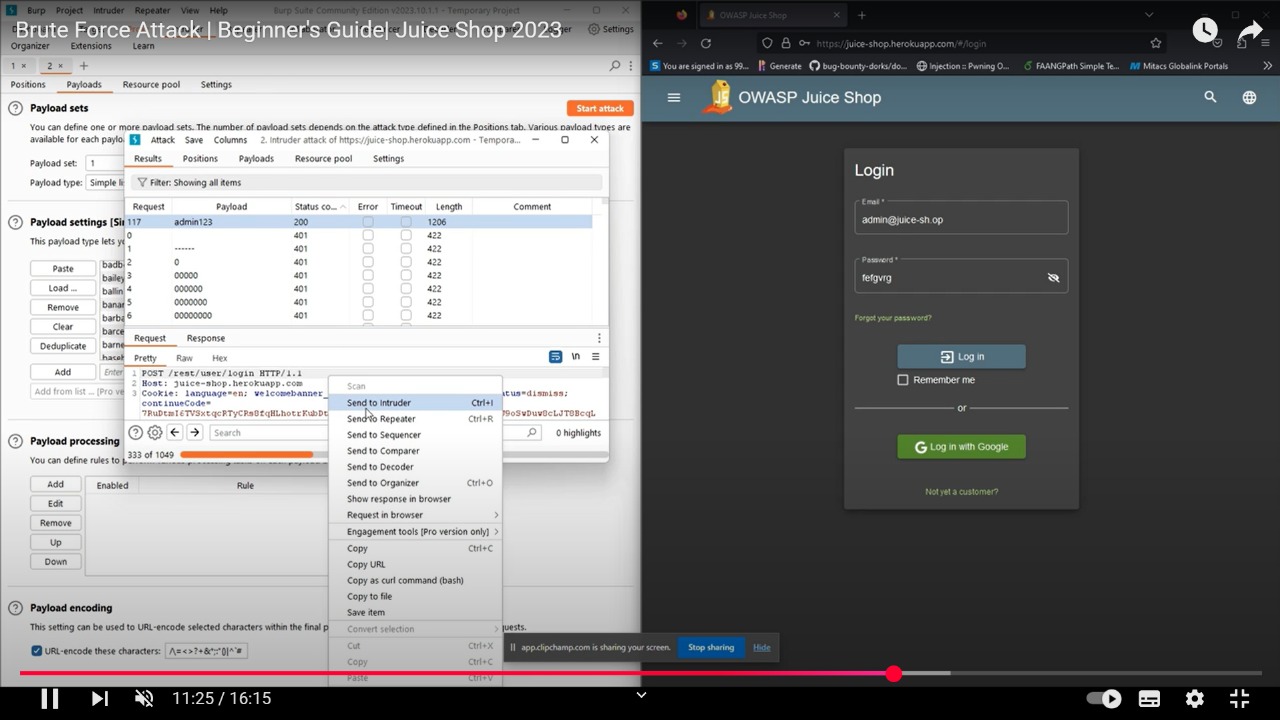 Burp Project Intruder Repeater View Help Burp Suite Community Edition v2023.10.1.1 - Temporary Project
Brute Force Attack | Beginner's Guide| Juice Shop 2023
Settings
Organizer Extensions Learn
1 × 2 × +
Positions Payloads Resource pool Settings
Payload sets
Start attack
You can define one or more payload sets. The number of payload sets depends on the attack type defined in the Positions tab. Various payload types are
available for each paylo
Payload set: 1
Payload type: Simple li
Payload settings [Si
This payload type lets yo
Paste
Load ...
Remove
Clear
Deduplicate
Add
Enter
Add from list ... [Pro ve
badb
bailey
ballin
banar
barba
barce
barne
baseb
Payload processing
You can define rules to perform various processing tasks on each payload
Add
Edit
Remove
Up
Down
Enabled Rule
Payload encoding
This setting can be used to URL-encode selected characters within the final p
quests.
URL-encode these characters:
Attack Save Columns 2. Intruder attack of https://juice-shop.herokuapp.com - Tempora...
Results Positions Payloads Resource pool Settings
Filter: Showing all items
Request Payload Status co... Error Timeout Length Comment
117 admin123 200 1206
0 401 422
1 ------ 401 422
2 0 401 422
3 00000 401 422
4 000000 401 422
5 0000000 401 422
6 00000000 401 422
Request Response
Pretty Raw Hex
\n
1 POST /rest/user/login HTTP/1.1
2 Host: juice-shop.herokuapp.com
3 Cookie: language=en; welcomebanner_
tatus=dismiss;
continueCode=
Search
0 highlights
333 of 1049
Scan
Send to Intruder Ctrl+I
Send to Repeater Ctrl+R
Send to Sequencer
Send to Comparer
Send to Decoder
Send to Organizer Ctrl+O
Show response in browser
Request in browser
Engagement tools [Pro version only]
Copy Ctrl+C
Copy URL
Copy as curl command (bash)
Copy to file
Save item
Convert selection
Cut Ctrl+X
Copy Ctrl+C
Paste Ctrl+V
OWASP Juice Shop × +
https://juice-shop.herokuapp.com/#/login
You are signed in as 99... Generate bug-bounty-dorks/do... Injection :: Pwning O... FAANGPath Simple Te... Mitacs Globalink Portals
OWASP Juice Shop
Login
Email *
admin@juice-sh.op
Password *
fefgvrg
Forgot your password?
Log in
Remember me
or
Log in with Google
Not yet a customer?
app.clipchamp.com is sharing your screen.
Stop sharing
Hide
11:25 / 16:15